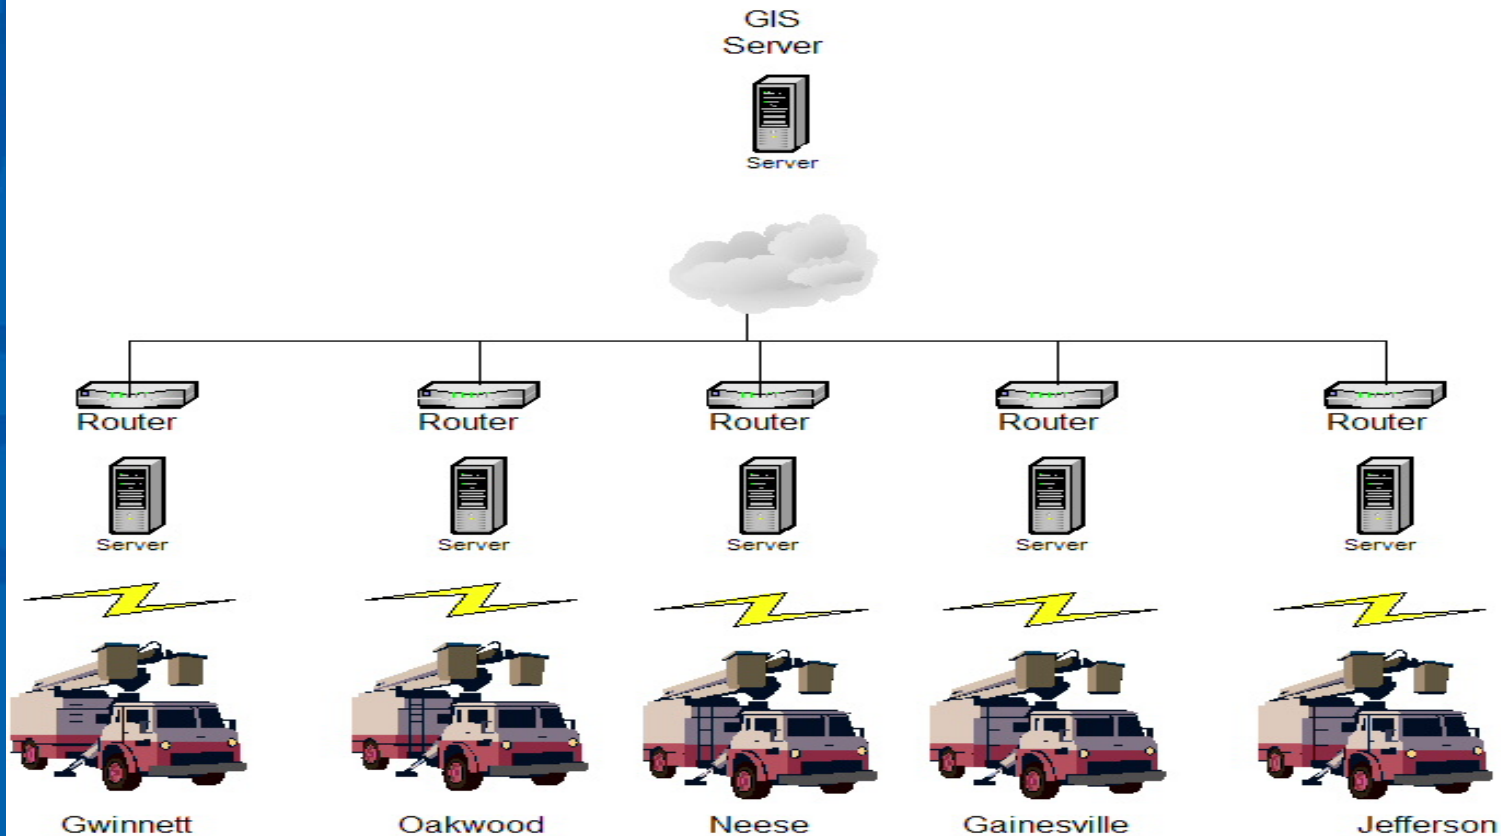 GIS
Server
Server
Router Router Router Router Router
Server Server Server Server Server
Gwinnett Oakwood Neese Gainesville Jefferson